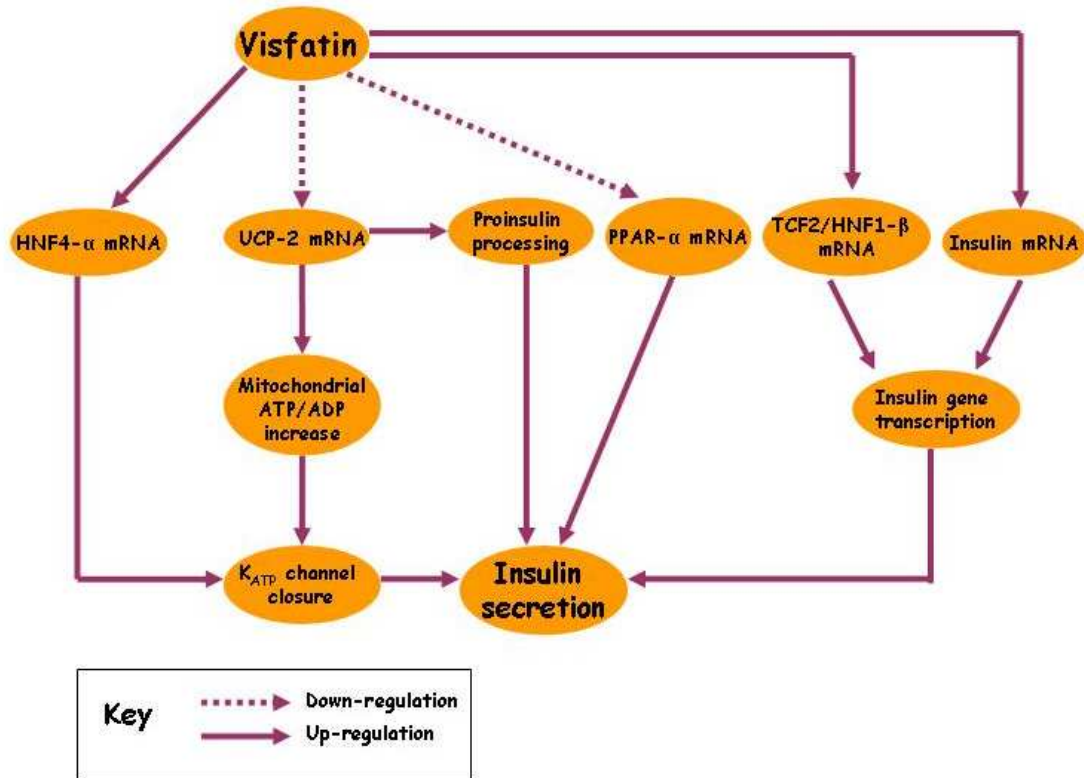 Visfatin
HNF4-α mRNA
UCP-2 mRNA
Proinsulin
processing
PPAR-α mRNA
TCF2/HNF1-β
mRNA
Insulin mRNA
Mitochondrial
ATP/ADP
increase
Insulin gene
transcription
KATP channel
closure
Insulin
secretion
Key
Down-regulation
Up-regulation